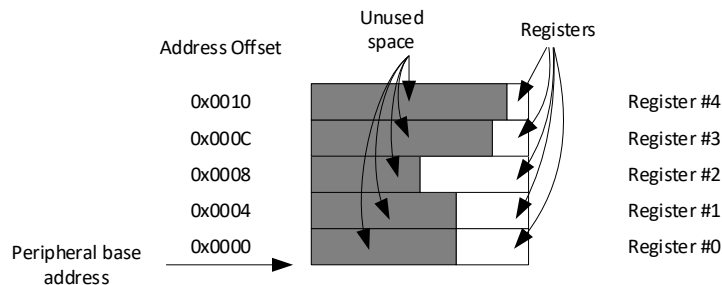 Unused
space
Registers
Address Offset
0x0010
Register #4
0x000C
Register #3
0x0008
Register #2
0x0004
Register #1
0x0000
Register #0
Peripheral base
address